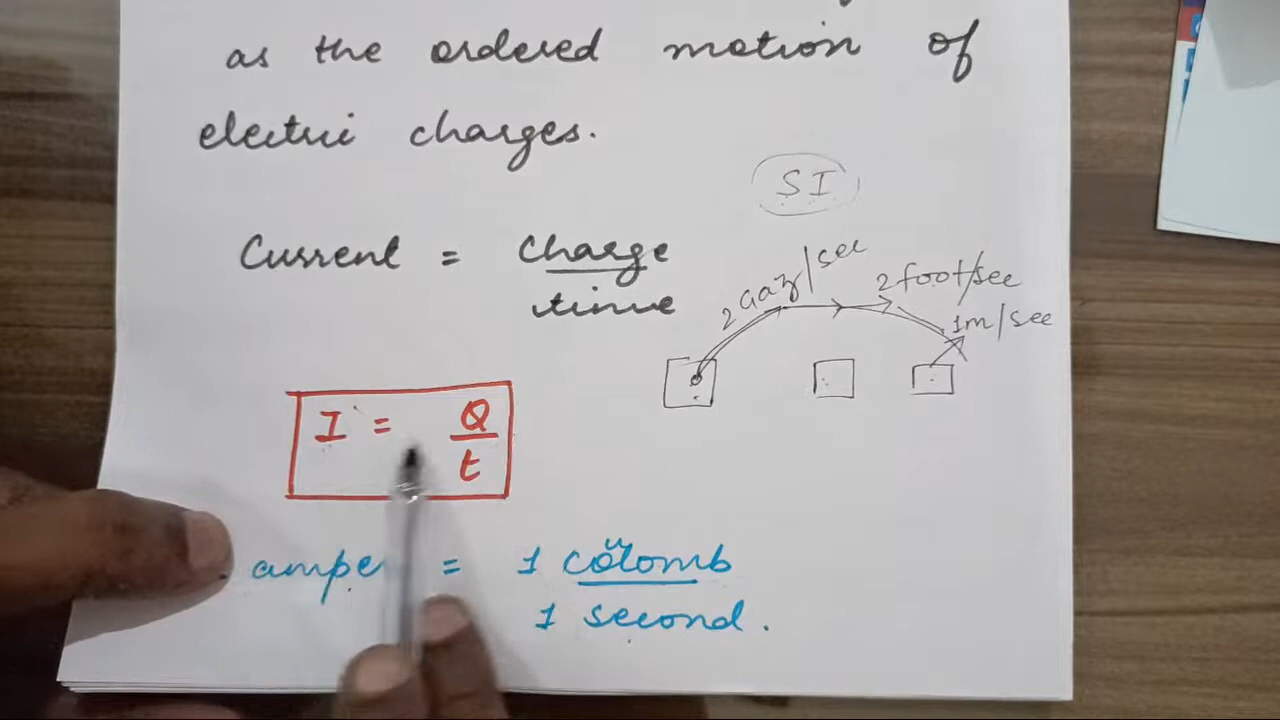 as the ordered motion of
electric charges.
SI
Current = Charge
time
2 gaz/sec
2 foot/sec
1m/sec
I = Q
t
= 1 Coulomb
1 second.